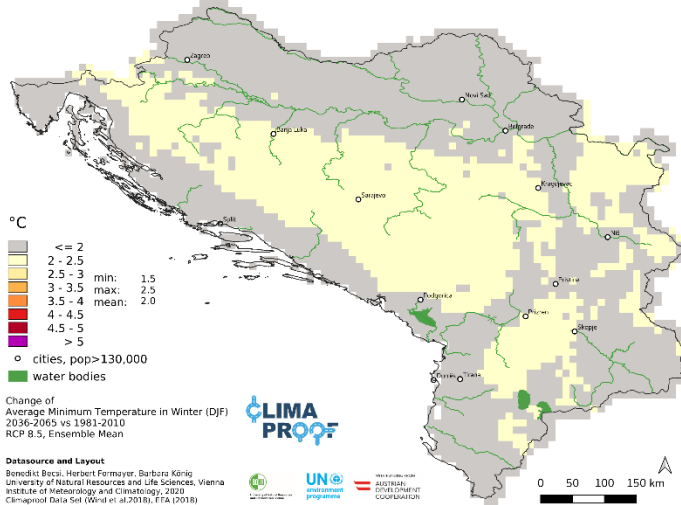 Zagreb
Novi Sad
Belgrade
Banja Luka
Kragujevac
Sarajevo
Split
Niš
Priština
Podgorica
Prizren
Skopje
Durrës
Tirana
°C
<= 2
2 - 2.5
2.5 - 3
3 - 3.5
3.5 - 4
4 - 4.5
4.5 - 5
> 5
min: 1.5
max: 2.5
mean: 2.0
cities, pop>130,000
water bodies
Change of
Average Minimum Temperature in Winter (DJF)
2036-2065 vs 1981-2010
RCP 8.5, Ensemble Mean
CLIMA
PROOF
Datasource and Layout
Benedikt Becsi, Herbert Formayer, Barbara König
University of Natural Resources and Life Sciences, Vienna
Institute of Meteorology and Climatology, 2020
Climaproof Data Set (Wind et al.2018), EEA (2018)
UN
environment
programme
AUSTRIAN
DEVELOPMENT
COOPERATION
0 50 100 150 km